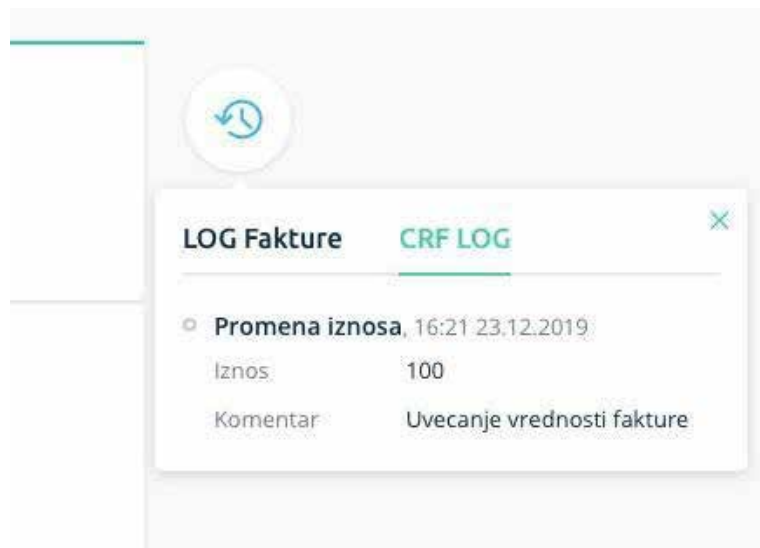 LOG Fakture CRF LOG
Promena iznosa, 16:21 23.12.2019
Iznos 100
Komentar Uvecanje vrednosti fakture